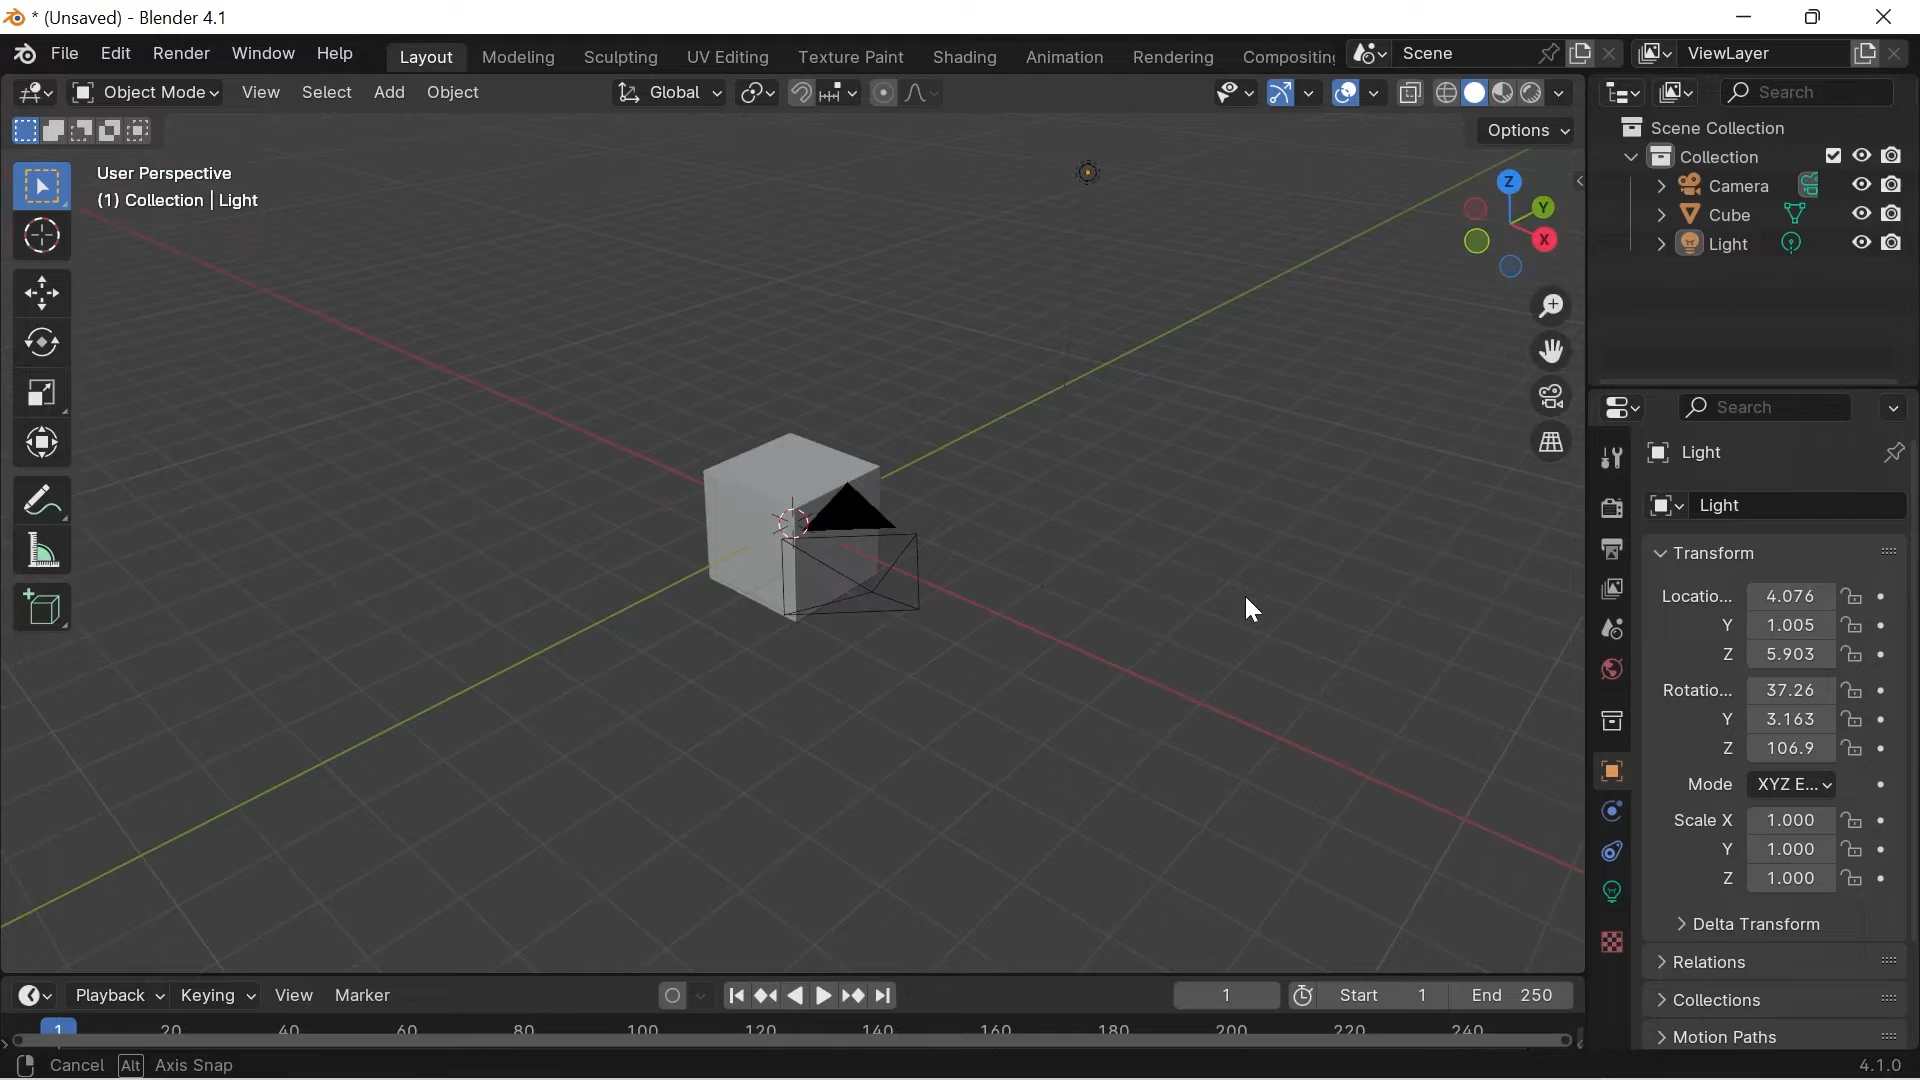 * (Unsaved) - Blender 4.1
File Edit Render Window Help Layout Modeling Sculpting UV Editing Texture Paint Shading Animation Rendering Compositing Scene ViewLayer
Object Mode View Select Add Object Global Search
Options
User Perspective
(1) Collection | Light
Z
Y
X
Scene Collection
Collection
Camera
Cube
Light
Search
Light
Light
Transform
Locatio... 4.076
Y 1.005
Z 5.903
Rotatio... 37.26
Y 3.163
Z 106.9
Mode XYZ E...
Scale X 1.000
Y 1.000
Z 1.000
Delta Transform
Relations
Collections
Motion Paths
Playback Keying View Marker 1 Start 1 End 250
1 20 40 60 80 100 120 140 160 180 200 220 240
Cancel Alt Axis Snap 4.1.0